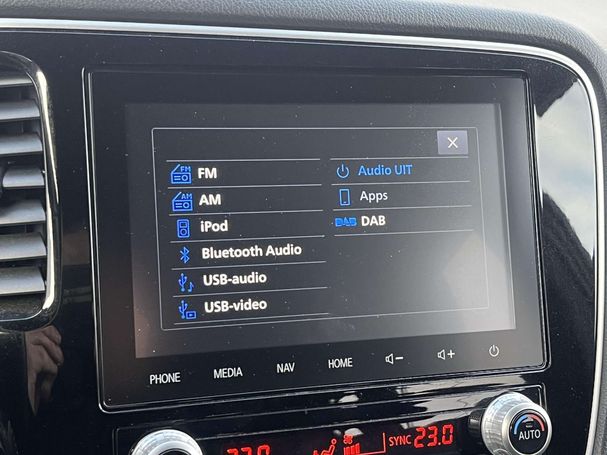 FM
AM
iPod
Bluetooth Audio
USB-audio
USB-video
Audio UIT
Apps
DAB DAB
PHONE MEDIA NAV HOME
SYNC 23.0
AUTO